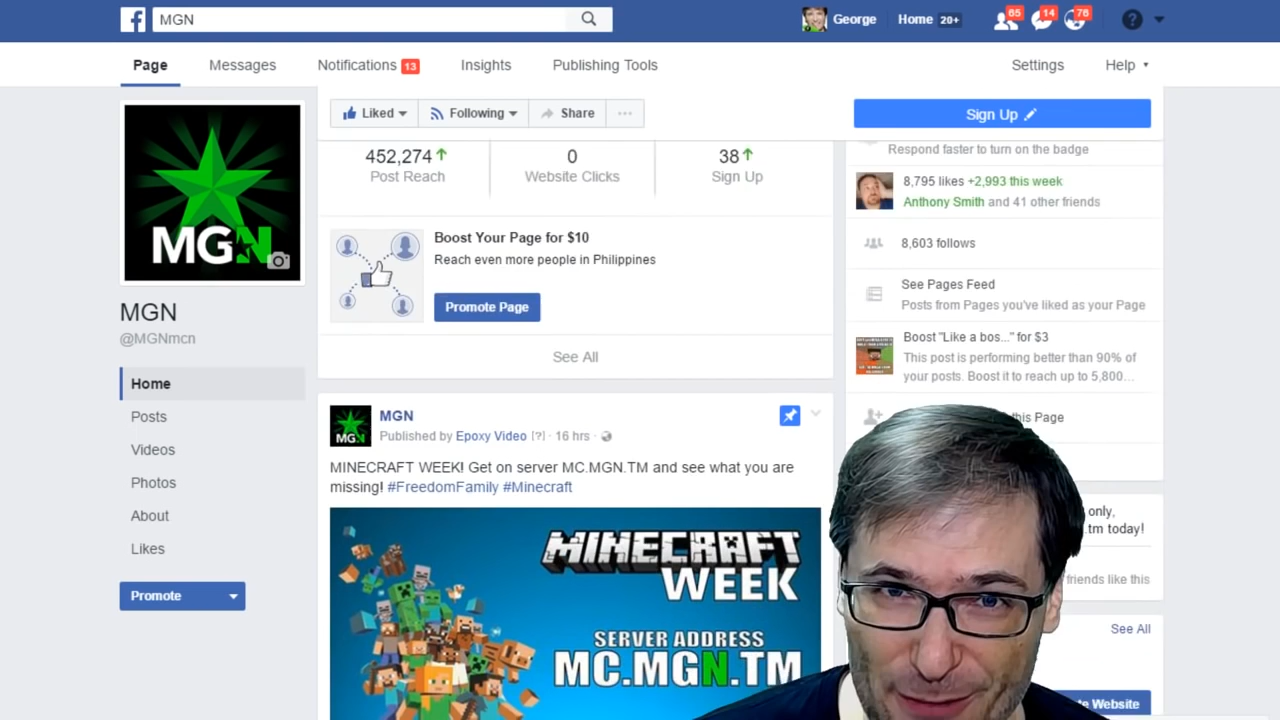 MGN
George
Home 20+
65
14
76
?
Page
Messages
Notifications 13
Insights
Publishing Tools
Settings
Help
MGN
MGN
@MGNmcn
Home
Posts
Videos
Photos
About
Likes
Promote
Liked
Following
Share
...
Sign Up
452,274
Post Reach
0
Website Clicks
38
Sign Up
Boost Your Page for $10
Reach even more people in Philippines
Promote Page
See All
MGN
MGN
Published by Epoxy Video [?] · 16 hrs ·
MINECRAFT WEEK! Get on server MC.MGN.TM and see what you are
missing! #FreedomFamily #Minecraft
MINECRAFT
WEEK
SERVER ADDRESS
MC.MGN.TM
Respond faster to turn on the badge
8,795 likes +2,993 this week
Anthony Smith and 41 other friends
8,603 follows
See Pages Feed
Posts from Pages you've liked as your Page
Boost "Like a bos..." for $3
This post is performing better than 90% of
your posts. Boost it to reach up to 5,800...
this Page
only,
.tm today!
friends like this
See All
Website